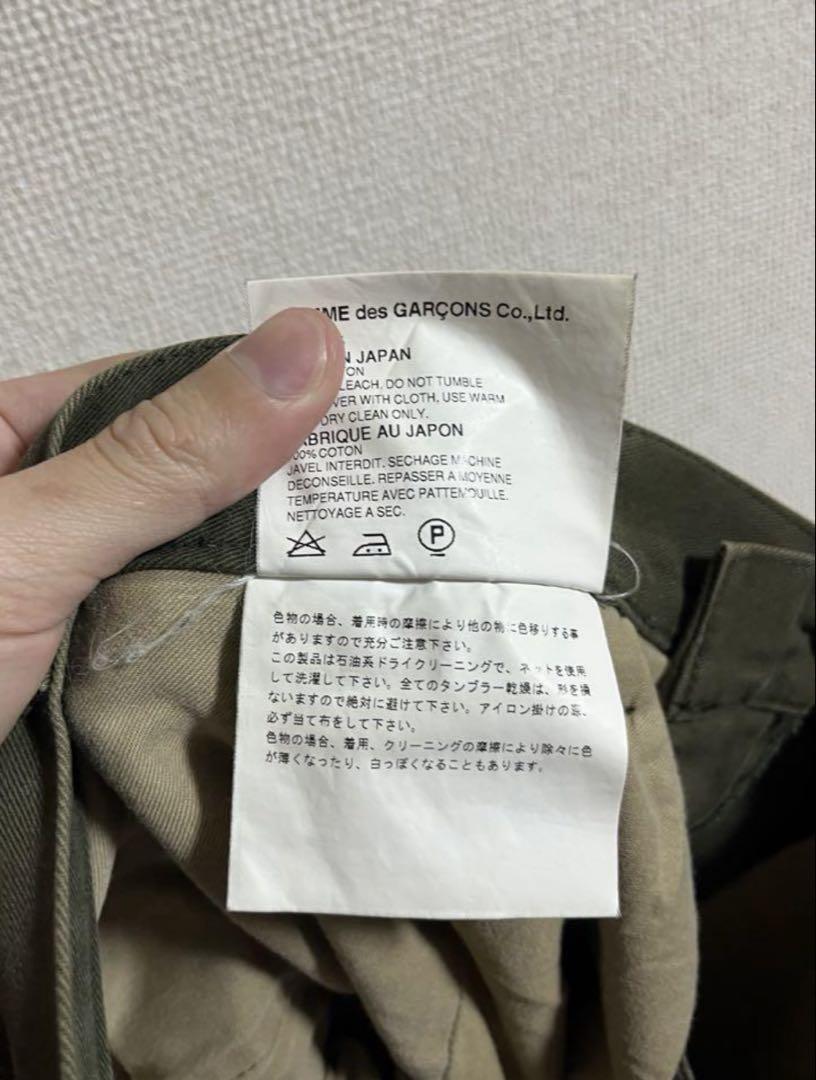 MME des GARÇONS Co.,Ltd.
N JAPAN
TON
LEACH. DO NOT TUMBLE
VER WITH CLOTH, USE WARM
DRY CLEAN ONLY.
ABRIQUE AU JAPON
00% COTON
JAVEL INTERDIT. SECHAGE MACHINE
DECONSEILLE. REPASSER A MOYENNE
TEMPERATURE AVEC PATTEMOUILLE.
NETTOYAGE A SEC.
P
色物の場合、着用時の摩擦により他の物に色移りする事
がありますので充分ご注意下さい。
この製品は石油系ドライクリーニングで、ネットを使用
して洗濯して下さい。全てのタンブラー乾燥は、形を損
ないますので絶対に避けて下さい。アイロン掛けの際、
必ず当て布をして下さい。
色物の場合、着用、クリーニングの摩擦により除々に色
が薄くなったり、白っぽくなることもあります。